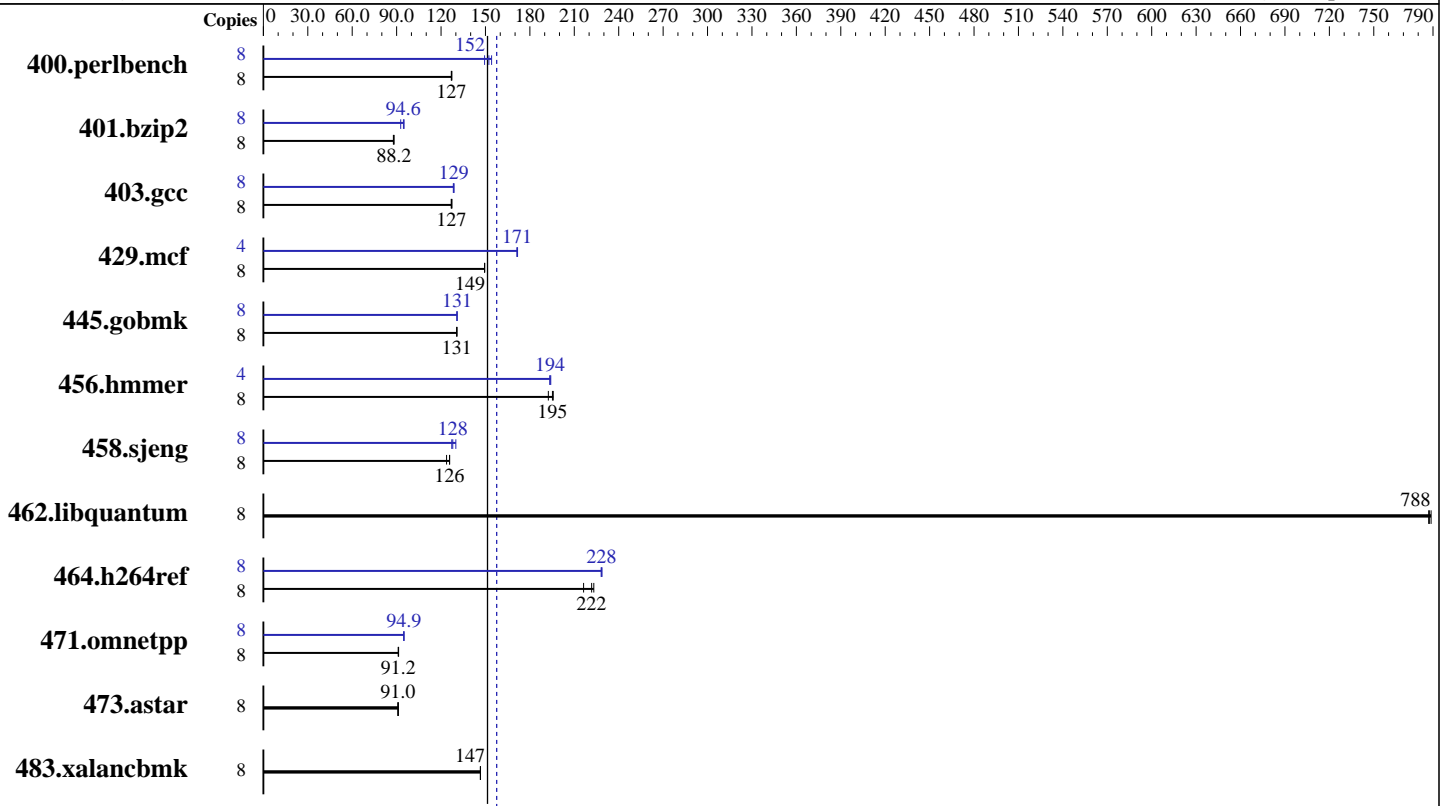 Copies 0 30.0 60.0 90.0 120 150 180 210 240 270 300 330 360 390 420 450 480 510 540 570 600 630 660 690 720 750 790
400.perlbench 8 152
8 127
401.bzip2 8 94.6
8 88.2
403.gcc 8 129
8 127
429.mcf 4 171
8 149
445.gobmk 8 131
8 131
456.hmmer 4 194
8 195
458.sjeng 8 128
8 126
462.libquantum 8 788
464.h264ref 8 228
8 222
471.omnetpp 8 94.9
8 91.2
473.astar 8 91.0
483.xalancbmk 8 147